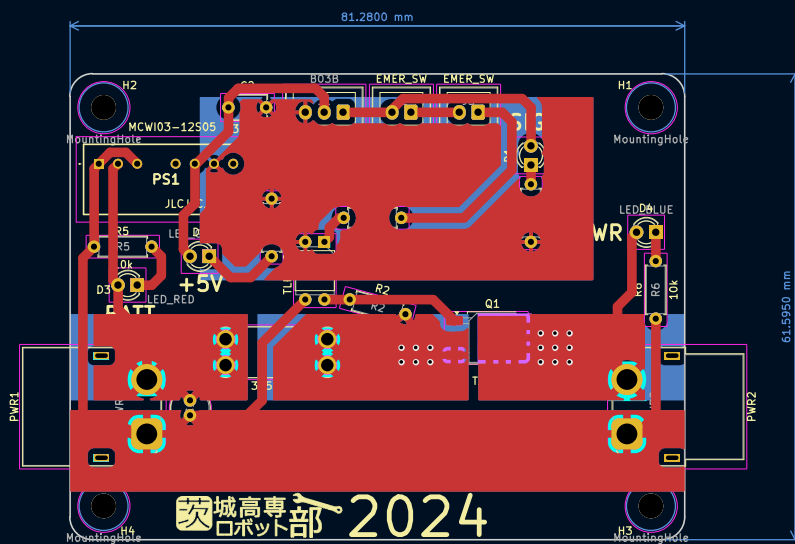 81.2800 mm
H2
B03B
EMER_SW
EMER_SW
H1
MountingHole
MCWI03-12S05
MountingHole
PS1
LED_BLUE
D4
WR
R5
R5
10k
+5V
D3
LED_RED
R2
R2
R6
R6
10k
Q1
61.5950 mm
PWR1
PWR2
茨城高専
ロボット部
2024
H4
H3
MountingHole
MountingHole